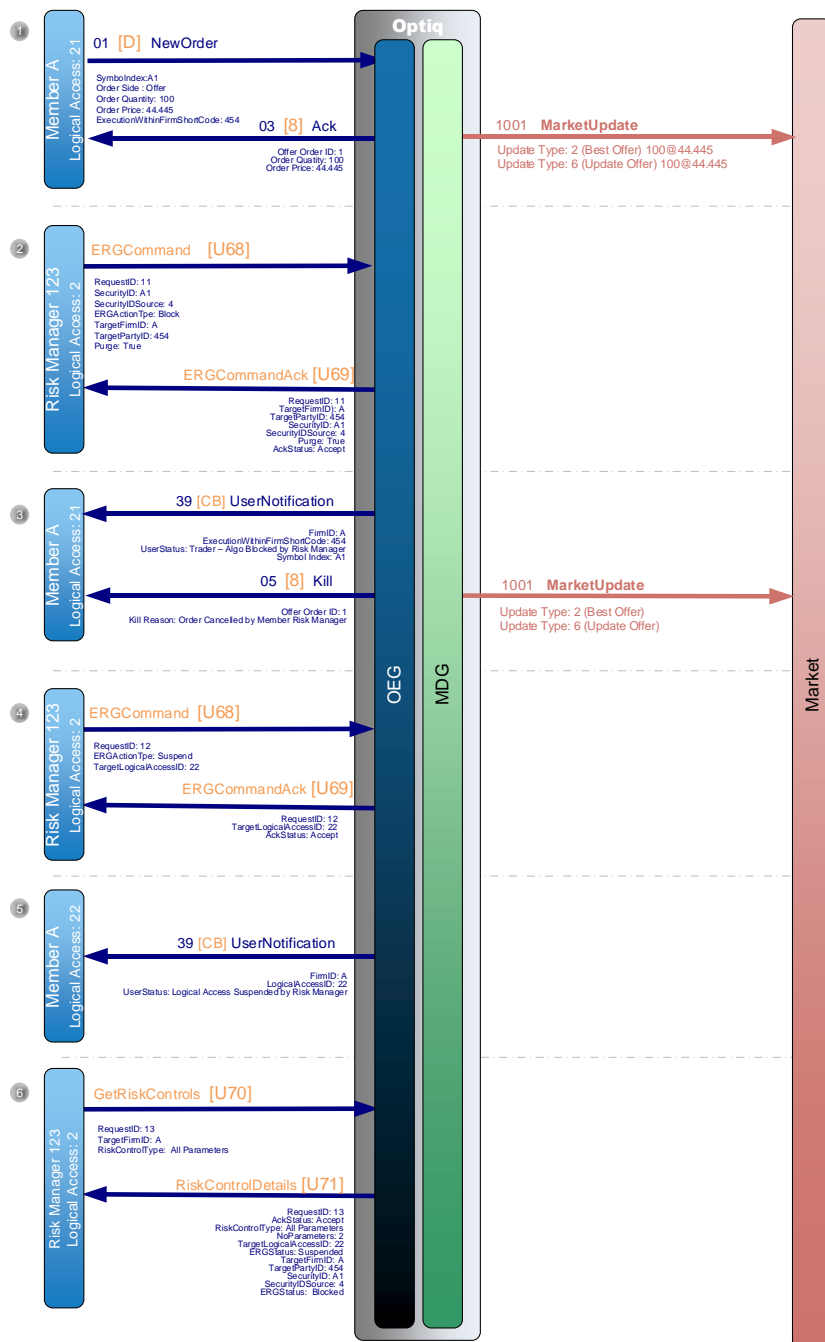 Optiq
1
Member A
Logical Access: 21
01 [D] NewOrder
SymboIndex:A1
Order Side : Offer
Order Quantity: 100
Order Price: 44.445
ExecutionWithinFirmShortCode: 454
03 [8] Ack
Offer Order ID: 1
Order Quatity: 100
Order Price: 44.445
1001 MarketUpdate
Update Type: 2 (Best Offer) 100@44.445
Update Type: 6 (Update Offer) 100@44.445
2
Risk Manager 123
Logical Access: 2
ERGCommand [U68]
RequestID: 11
SecurityID: A1
SecurityIDSource: 4
ERGActionTpe: Block
TargetFirmID: A
TargetPartyID: 454
Purge: True
ERGCommandAck [U69]
RequestID: 11
TargetFirmID): A
TargetPartyID: 454
SecurityID: A1
SecurityIDSource: 4
Purge: True
AckStatus: Accept
3
Member A
Logical Access: 21
39 [CB] UserNotification
FirmID: A
ExecutionWithinFirmShortCode: 454
UserStatus: Trader – Algo Blocked by Risk Manager
Symbol Index: A1
05 [8] Kill
Offer Order ID: 1
Kill Reason: Order Cancelled by Member Risk Manager
1001 MarketUpdate
Update Type: 2 (Best Offer)
Update Type: 6 (Update Offer)
OEG
MDG
Market
4
Risk Manager 123
Logical Access: 2
ERGCommand [U68]
RequestID: 12
ERGActionTpe: Suspend
TargetLogicalAccessID: 22
ERGCommandAck [U69]
RequestID: 12
TargetLogicalAccessID: 22
AckStatus: Accept
5
Member A
Logical Access: 22
39 [CB] UserNotification
FirmID: A
LogicalAccessID: 22
UserStatus: Logical Access Suspended by Risk Manager
6
Risk Manager 123
Logical Access: 2
GetRiskControls [U70]
RequestID: 13
TargetFirmID: A
RiskControlType: All Parameters
RiskControlDetails [U71]
RequestID: 13
AckStatus: Accept
RiskControlType: All Parameters
NoParameters: 2
TargetLogicalAccessID: 22
ERGStatus: Suspended
TargetFirmID: A
TargetPartyID: 454
SecurityID: A1
SecurityIDSource: 4
ERGStatus: Blocked